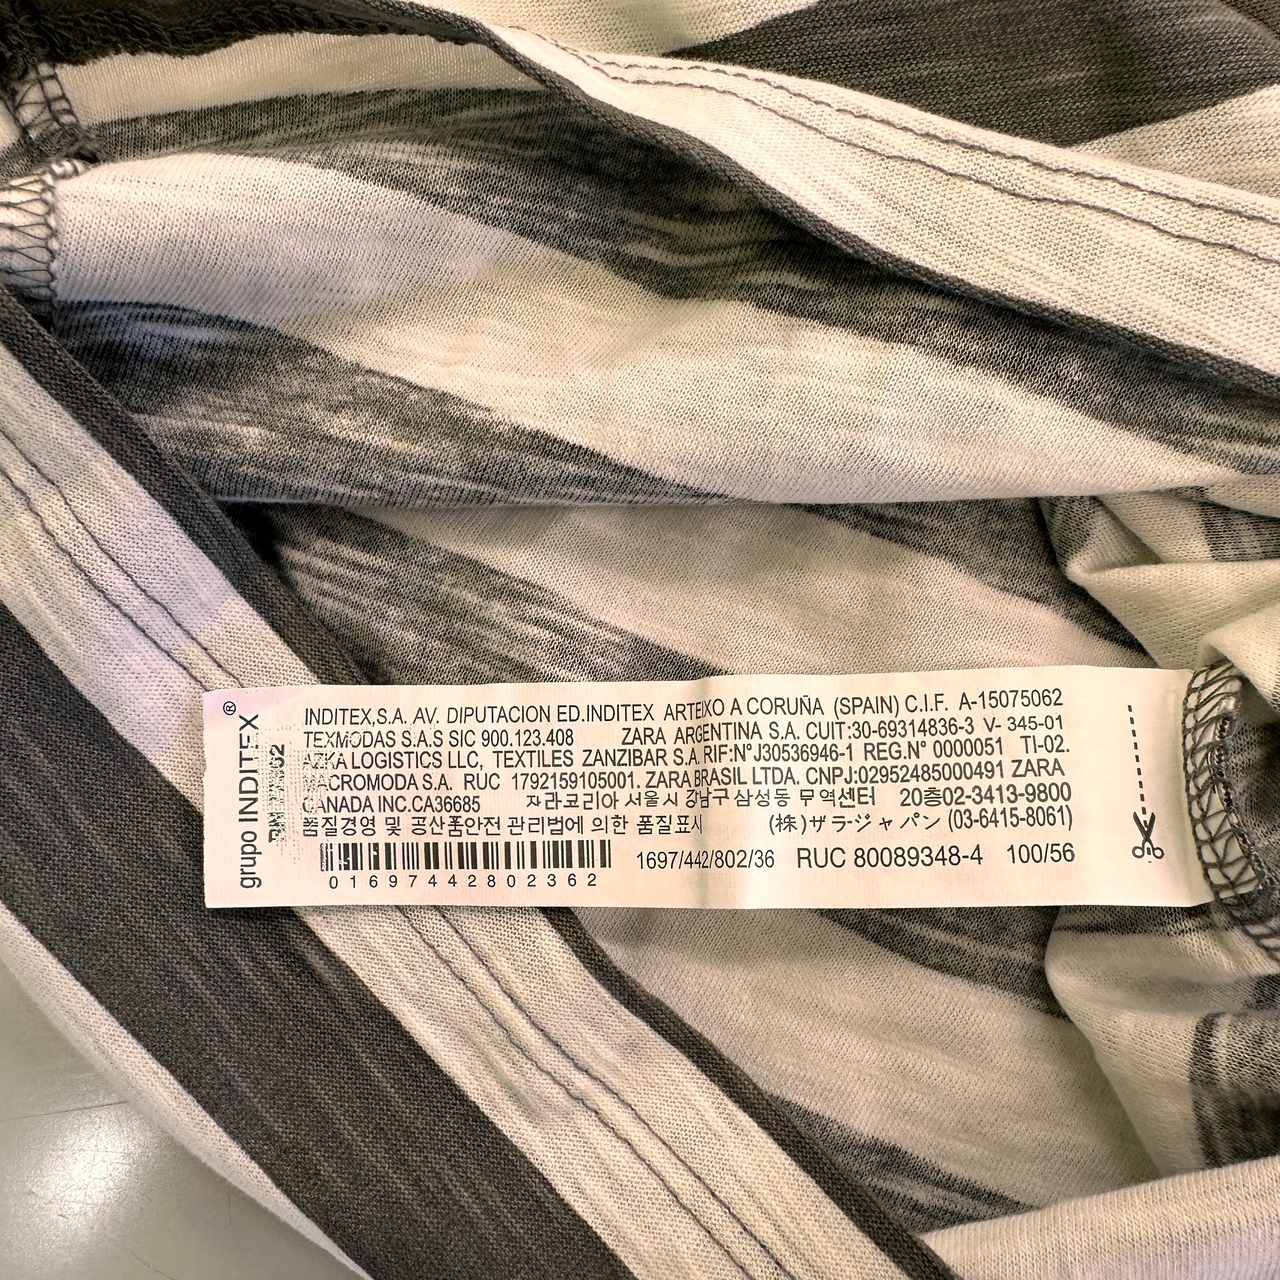 grupo INDITEX®
INDITEX,S.A. AV. DIPUTACION ED.INDITEX ARTEIXO A CORUÑA (SPAIN) C.I.F. A-15075062
TEXMODAS S.A.S SIC 900.123.408 ZARA ARGENTINA S.A. CUIT:30-69314836-3 V- 345-01
AZKA LOGISTICS LLC, TEXTILES ZANZIBAR S.A. RIF:Nº J30536946-1 REG.Nº 0000051 TI-02.
MACROMODA S.A. RUC 1792159105001. ZARA BRASIL LTDA. CNPJ:02952485000491 ZARA
CANADA INC.CA36685 자라코리아 서울시 강남구 삼성동 무역센터 20층02-3413-9800
품질경영 및 공산품안전 관리법에 의한 품질표시 (株)ザラ-ジャパン (03-6415-8061)
1697/442/802/36 RUC 80089348-4 100/56
01697442802362